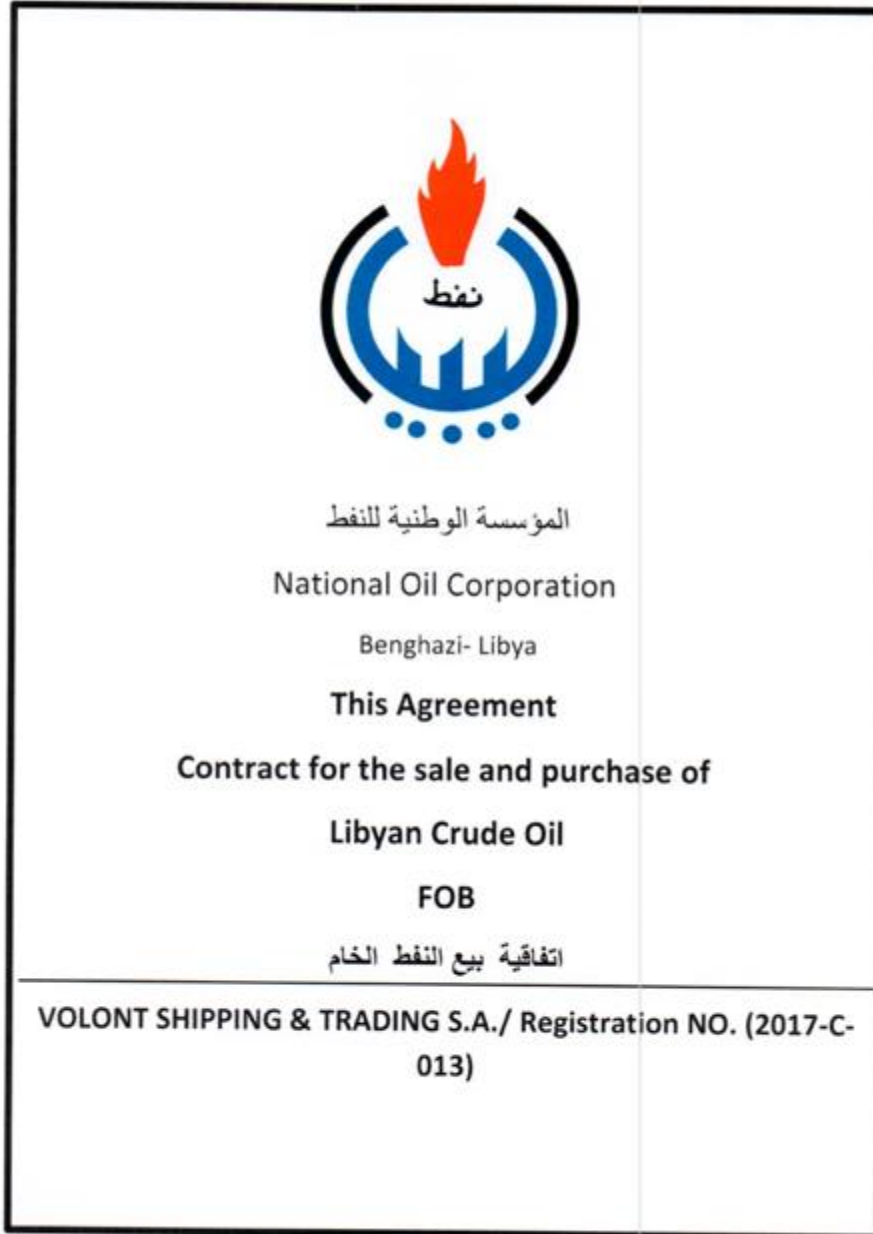 نفط
المؤسسة الوطنية للنفط
National Oil Corporation
Benghazi- Libya
This Agreement
Contract for the sale and purchase of
Libyan Crude Oil
FOB
اتفاقية بيع النفط الخام
VOLONT SHIPPING & TRADING S.A./ Registration NO. (2017-C-
013)